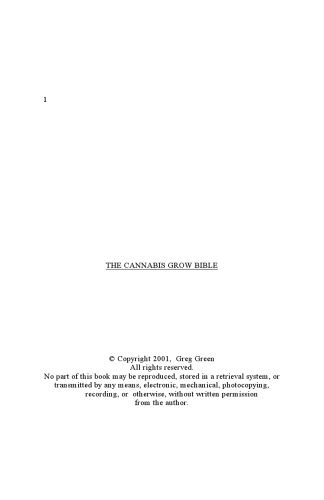 1
THE CANNABIS GROW BIBLE
© Copyright 2001, Greg Green
All rights reserved.
No part of this book may be reproduced, stored in a retrieval system, or
transmitted by any means, electronic, mechanical, photocopying,
recording, or otherwise, without written permission
from the author.